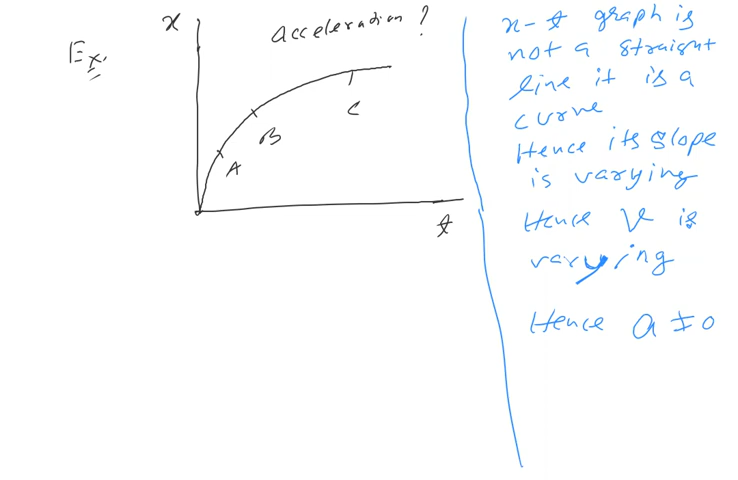 x
acceleration ?
Ex.
A
B
C
t
x-t graph is
not a straight
line it is a
curve
Hence its slope
is varying
Hence V is
varying
Hence a ≠ 0